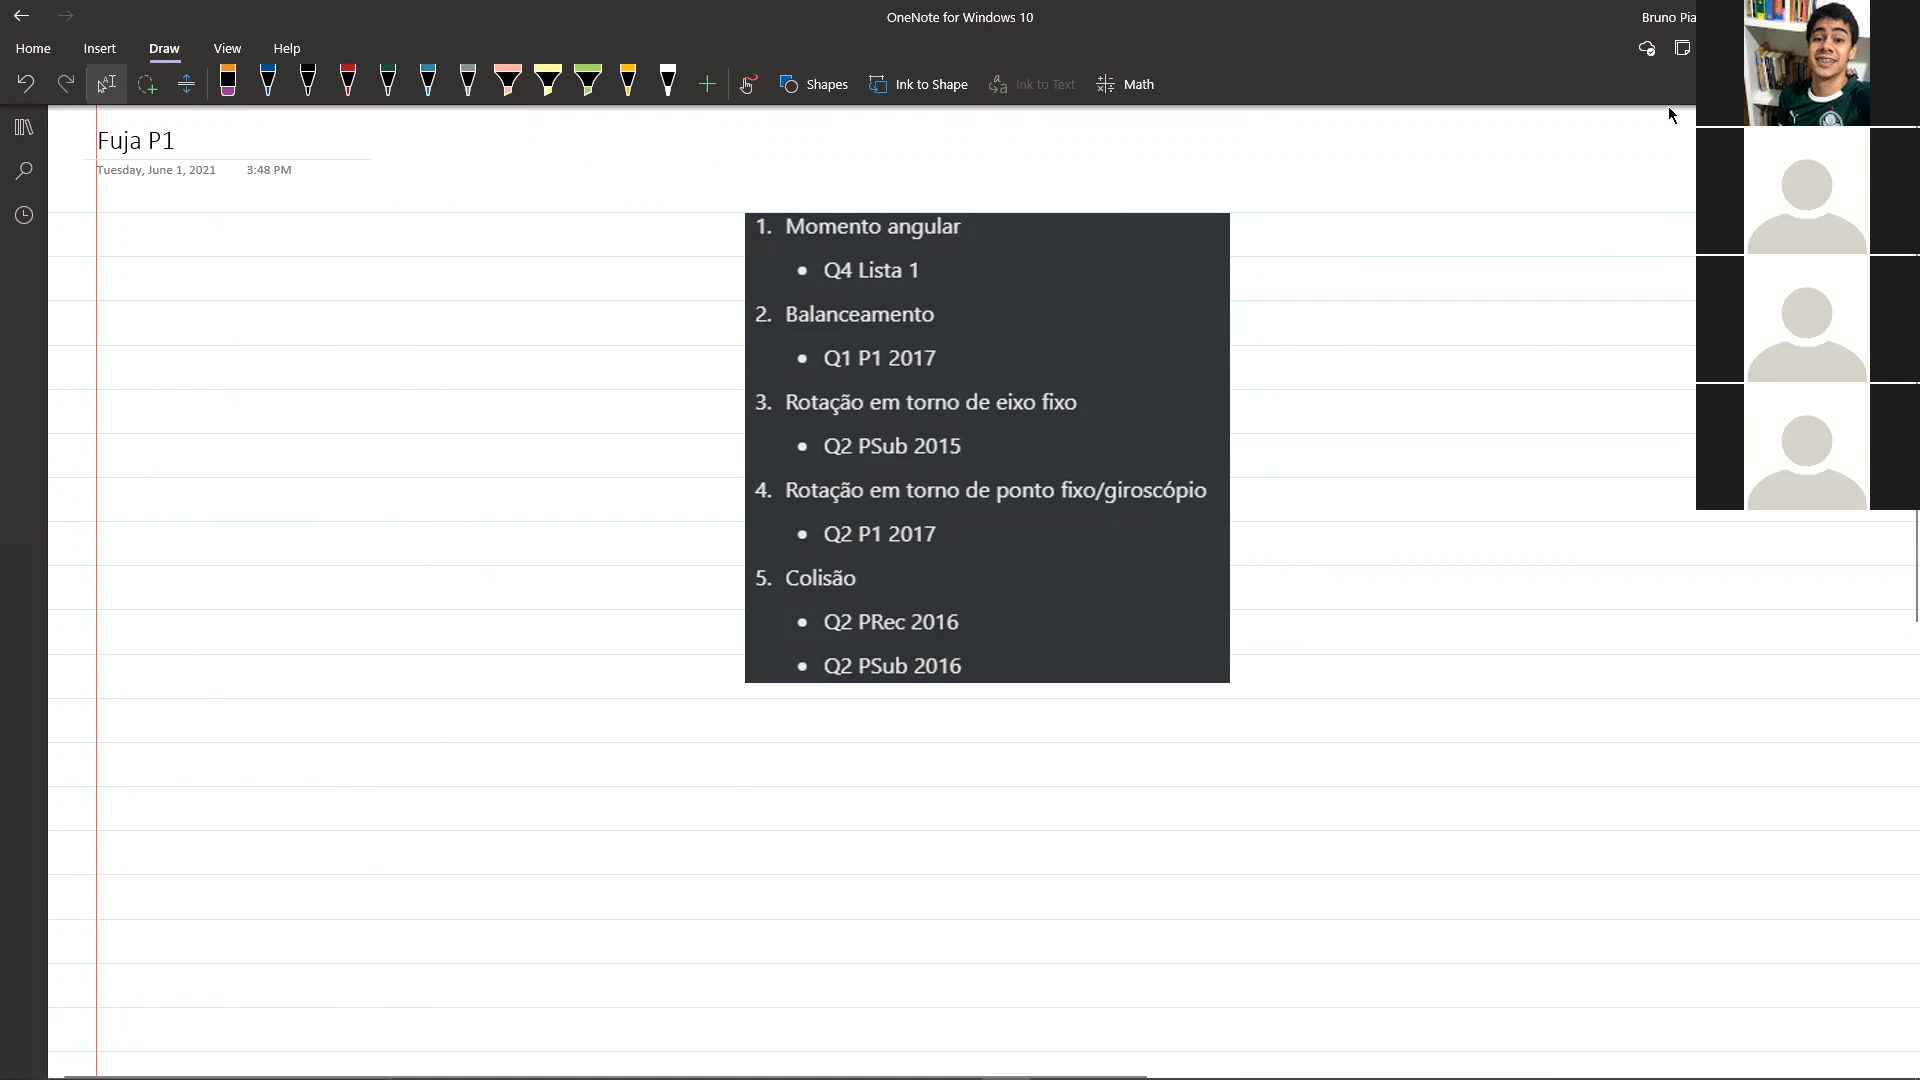 OneNote for Windows 10
Bruno Pia
Home Insert Draw View Help
Shapes Ink to Shape Ink to Text Math
Fuja P1
Tuesday, June 1, 2021 3:48 PM
1. Momento angular
• Q4 Lista 1
2. Balanceamento
• Q1 P1 2017
3. Rotação em torno de eixo fixo
• Q2 PSub 2015
4. Rotação em torno de ponto fixo/giroscópio
• Q2 P1 2017
5. Colisão
• Q2 PRec 2016
• Q2 PSub 2016